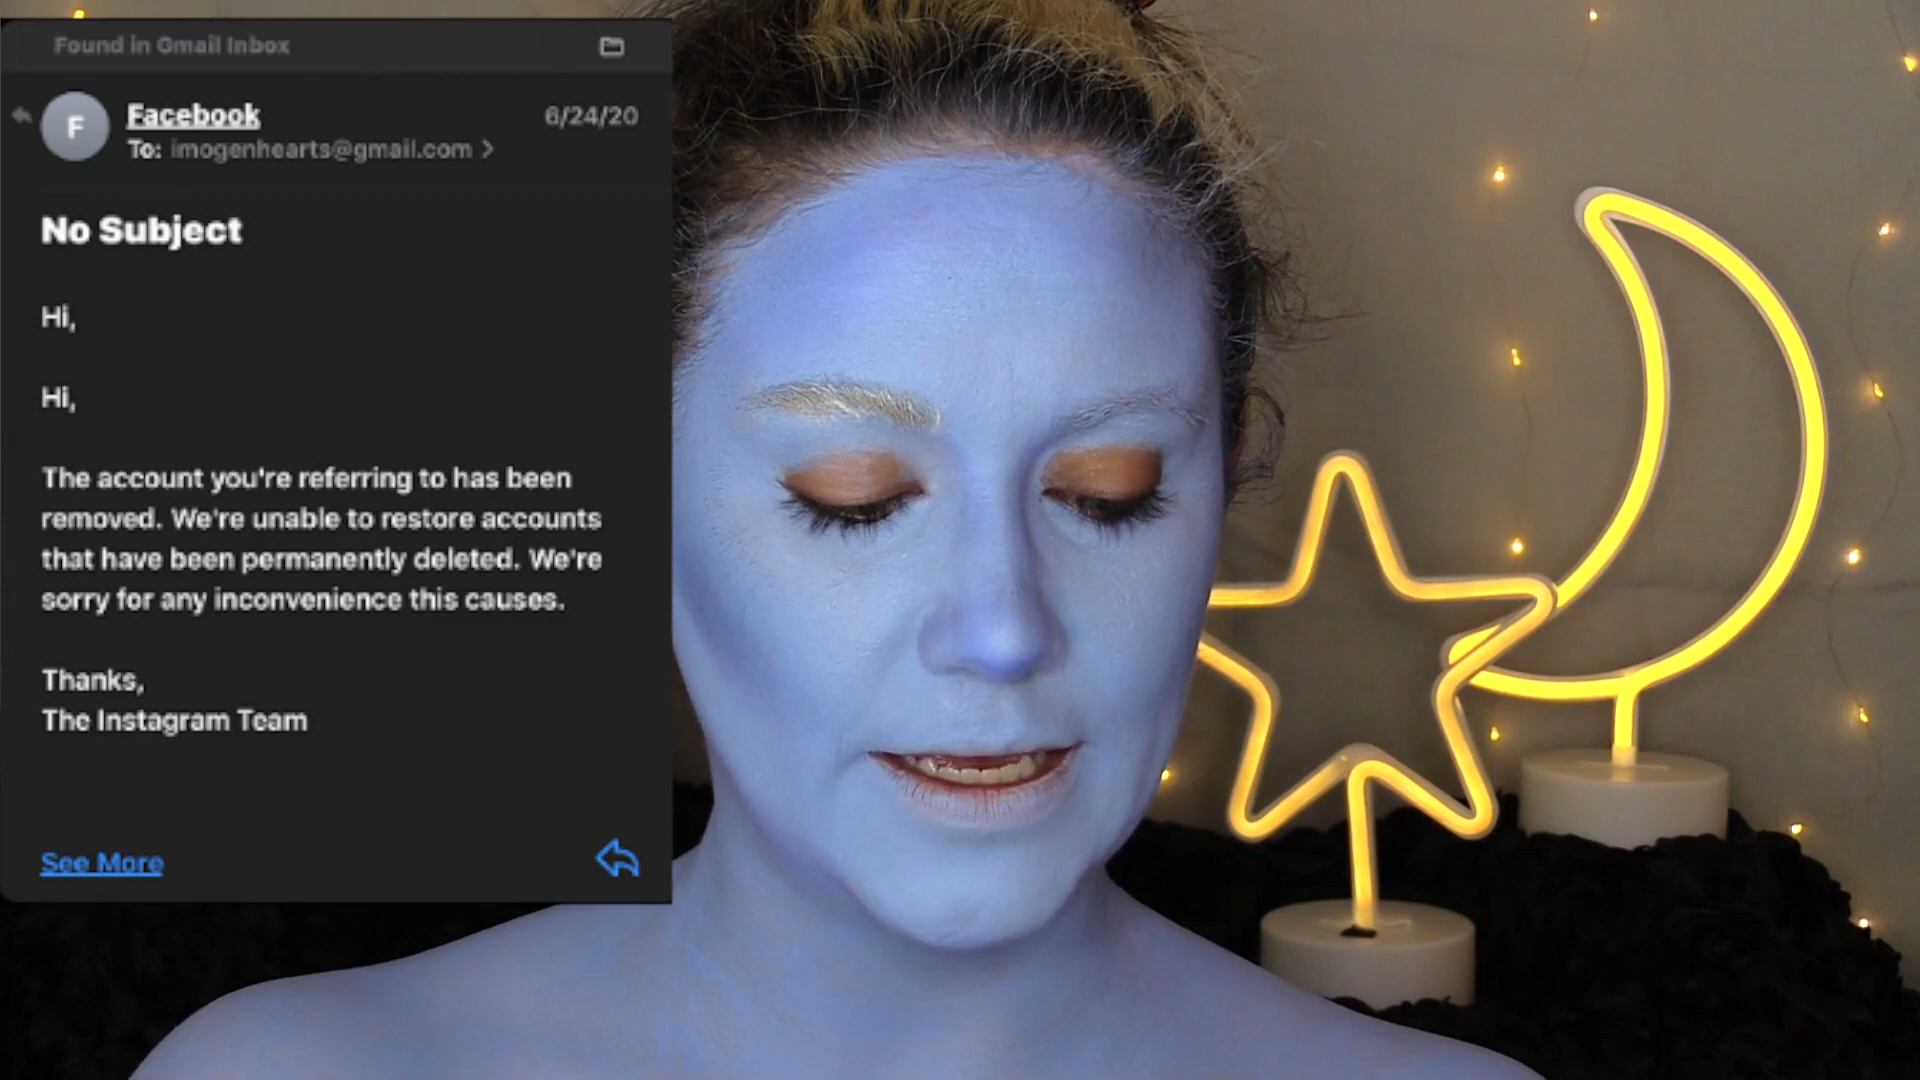 Found in Gmail Inbox
F
Facebook
6/24/20
To: imogenhearts@gmail.com >
No Subject
Hi,
Hi,
The account you're referring to has been
removed. We're unable to restore accounts
that have been permanently deleted. We're
sorry for any inconvenience this causes.
Thanks,
The Instagram Team
See More